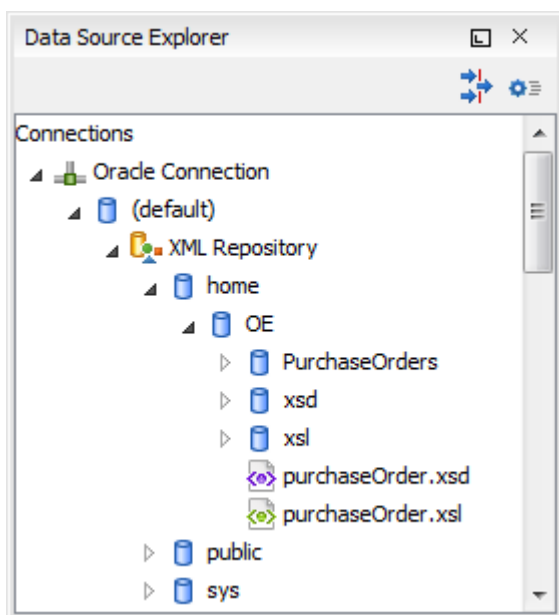 Data Source Explorer
Connections
Oracle Connection
(default)
XML Repository
home
OE
PurchaseOrders
xsd
xsl
purchaseOrder.xsd
purchaseOrder.xsl
public
sys